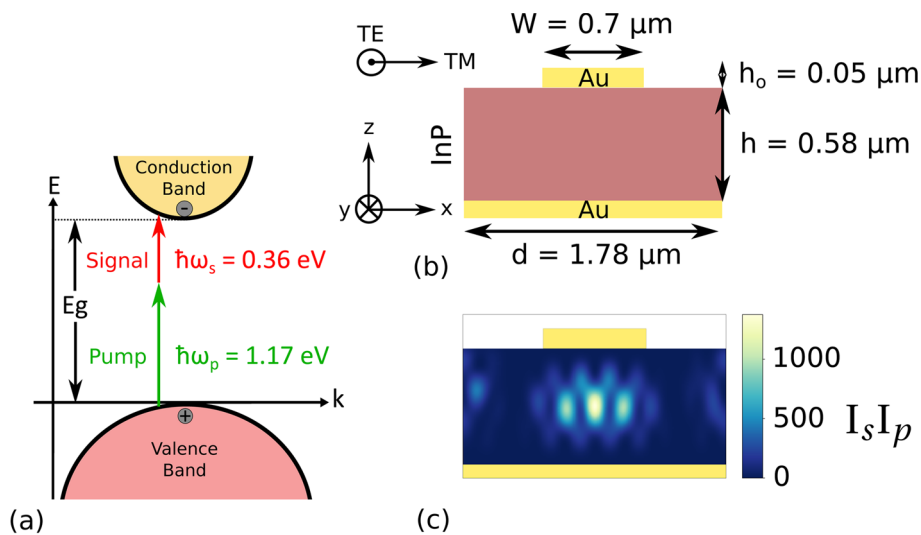 E
Conduction
Band
-
Signal
ħωs = 0.36 eV
Eg
Pump
ħωp = 1.17 eV
k
+
Valence
Band
(a)
W = 0.7 μm
TE
TM
Au
ho = 0.05 μm
z
InP
h = 0.58 μm
y
x
Au
d = 1.78 μm
(b)
1000
500
0
IsIp
(c)